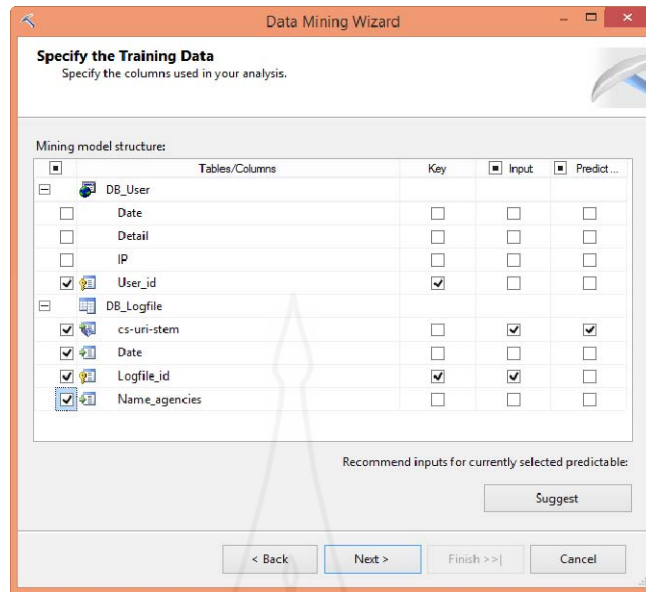 Data Mining Wizard
Specify the Training Data
Specify the columns used in your analysis.
Mining model structure:
Tables/Columns Key Input Predict ...
DB_User
Date
Detail
IP
User_id
DB_Logfile
cs-uri-stem
Date
Logfile_id
Name_agencies
Recommend inputs for currently selected predictable:
Suggest
< Back Next > Finish >>| Cancel